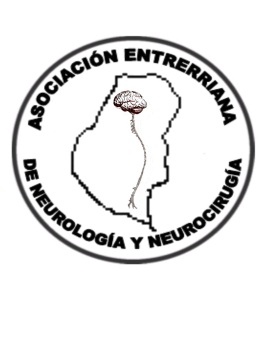 ASOCIACIÓN ENTRERRIANA
DE NEUROLOGÍA Y NEUROCIRUGÍA